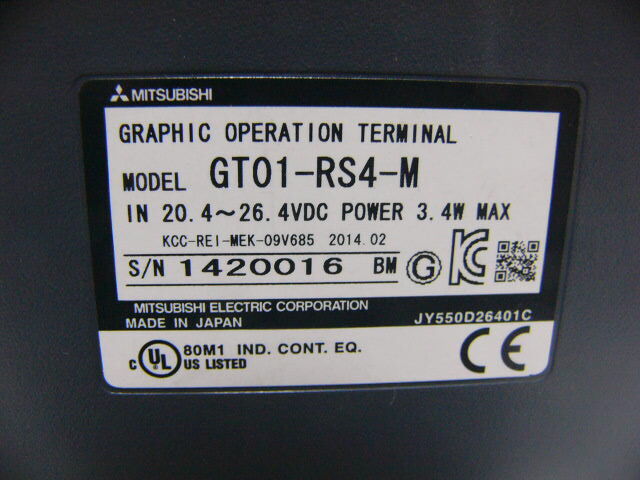 MITSUBISHI
GRAPHIC OPERATION TERMINAL
MODEL GT01-RS4-M
IN 20.4~26.4VDC POWER 3.4W MAX
KCC-REI-MEK-09V685 2014.02
S/N 1420016 BM G KC
MITSUBISHI ELECTRIC CORPORATION
MADE IN JAPAN JY550D26401C
c UL 80M1 IND. CONT. EQ.
US LISTED CE